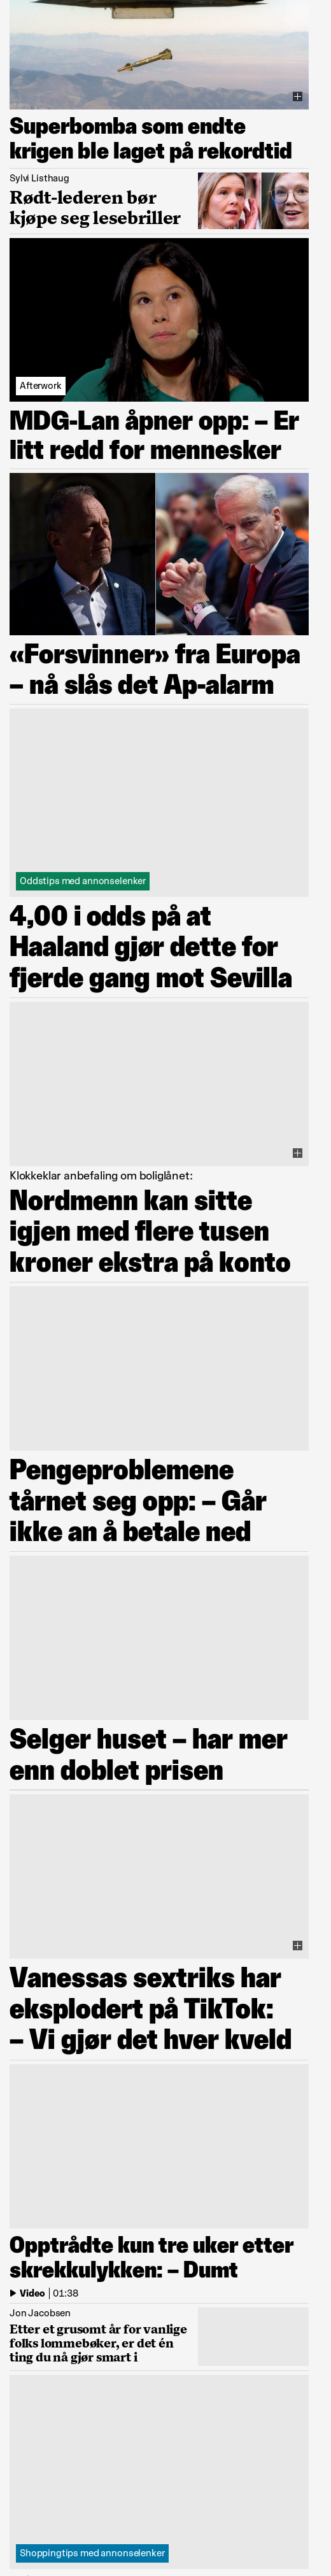 Superbomba som endte
krigen ble laget på rekordtid
Sylvi Listhaug
Rødt-lederen bør
kjøpe seg lesebriller
Afterwork
MDG-Lan åpner opp: – Er
litt redd for mennesker
«Forsvinner» fra Europa
– nå slås det Ap-alarm
Oddstips med annonselenker
4,00 i odds på at
Haaland gjør dette for
fjerde gang mot Sevilla
Klokkeklar anbefaling om boliglånet:
Nordmenn kan sitte
igjen med flere tusen
kroner ekstra på konto
Pengeproblemene
tårnet seg opp: – Går
ikke an å betale ned
Selger huset – har mer
enn doblet prisen
Vanessas sextriks har
eksplodert på TikTok:
– Vi gjør det hver kveld
Opptrådte kun tre uker etter
skrekkulykken: – Dumt
Video 01:38
Jon Jacobsen
Etter et grusomt år for vanlige
folks lommebøker, er det én
ting du nå gjør smart i
Shoppingtips med annonselenker